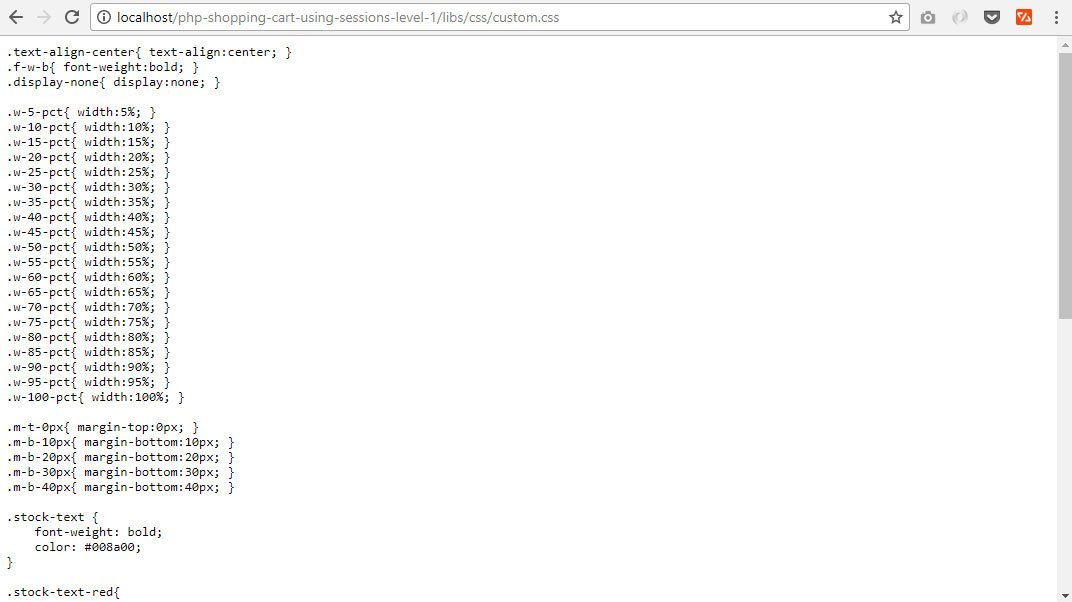 localhost/php-shopping-cart-using-sessions-level-1/libs/css/custom.css
.text-align-center{ text-align:center; }
.f-w-b{ font-weight:bold; }
.display-none{ display:none; }
.w-5-pct{ width:5%; }
.w-10-pct{ width:10%; }
.w-15-pct{ width:15%; }
.w-20-pct{ width:20%; }
.w-25-pct{ width:25%; }
.w-30-pct{ width:30%; }
.w-35-pct{ width:35%; }
.w-40-pct{ width:40%; }
.w-45-pct{ width:45%; }
.w-50-pct{ width:50%; }
.w-55-pct{ width:55%; }
.w-60-pct{ width:60%; }
.w-65-pct{ width:65%; }
.w-70-pct{ width:70%; }
.w-75-pct{ width:75%; }
.w-80-pct{ width:80%; }
.w-85-pct{ width:85%; }
.w-90-pct{ width:90%; }
.w-95-pct{ width:95%; }
.w-100-pct{ width:100%; }
.m-t-0px{ margin-top:0px; }
.m-b-10px{ margin-bottom:10px; }
.m-b-20px{ margin-bottom:20px; }
.m-b-30px{ margin-bottom:30px; }
.m-b-40px{ margin-bottom:40px; }
.stock-text {
    font-weight: bold;
    color: #008a00;
}
.stock-text-red{